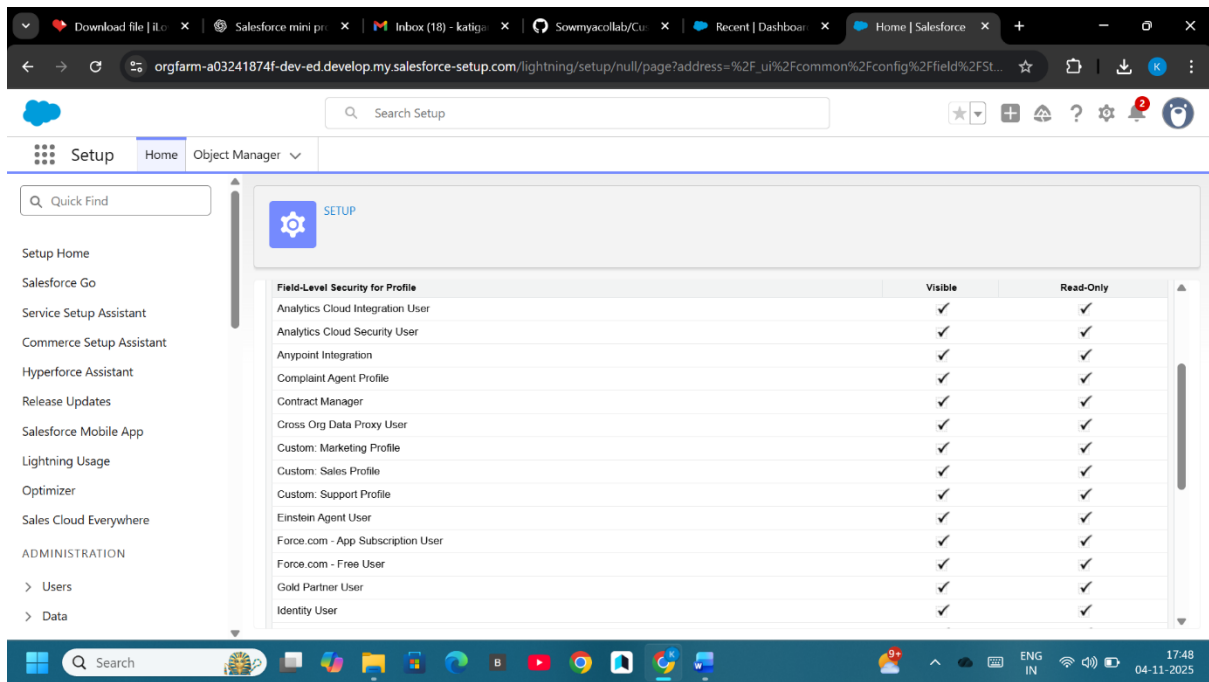 Download file | iLo
Salesforce mini pr
Inbox (18) - katiga
Sowmyacollab/Cu
Recent | Dashboar
Home | Salesforce
orgfarm-a03241874f-dev-ed.develop.my.salesforce-setup.com/lightning/setup/null/page?address=%2F_ui%2Fcommon%2Fconfig%2Ffield%2FSt...
K
Search Setup
2
Setup
Home
Object Manager
Quick Find
Setup Home
Salesforce Go
Service Setup Assistant
Commerce Setup Assistant
Hyperforce Assistant
Release Updates
Salesforce Mobile App
Lightning Usage
Optimizer
Sales Cloud Everywhere
ADMINISTRATION
Users
Data
SETUP
Field-Level Security for Profile Visible Read-Only
Analytics Cloud Integration User
Analytics Cloud Security User
Anypoint Integration
Complaint Agent Profile
Contract Manager
Cross Org Data Proxy User
Custom: Marketing Profile
Custom: Sales Profile
Custom: Support Profile
Einstein Agent User
Force.com - App Subscription User
Force.com - Free User
Gold Partner User
Identity User
Search
B
K
9+
ENG
IN
17:48
04-11-2025